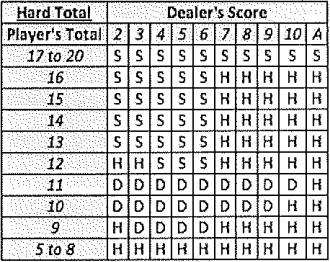 Hard Total Dealer's Score
Player's Total 2 3 4 5 6 7 8 9 10 A
17 to 20 S S S S S S S S S S
16 S S S S S H H H H H
15 S S S S S H H H H H
14 S S S S S H H H H H
13 S S S S S H H H H H
12 H H S S S H H H H H
11 D D D D D D D D D H
10 D D D D D D D D H H
9 H D D D D H H H H H
5 to 8 H H H H H H H H H H